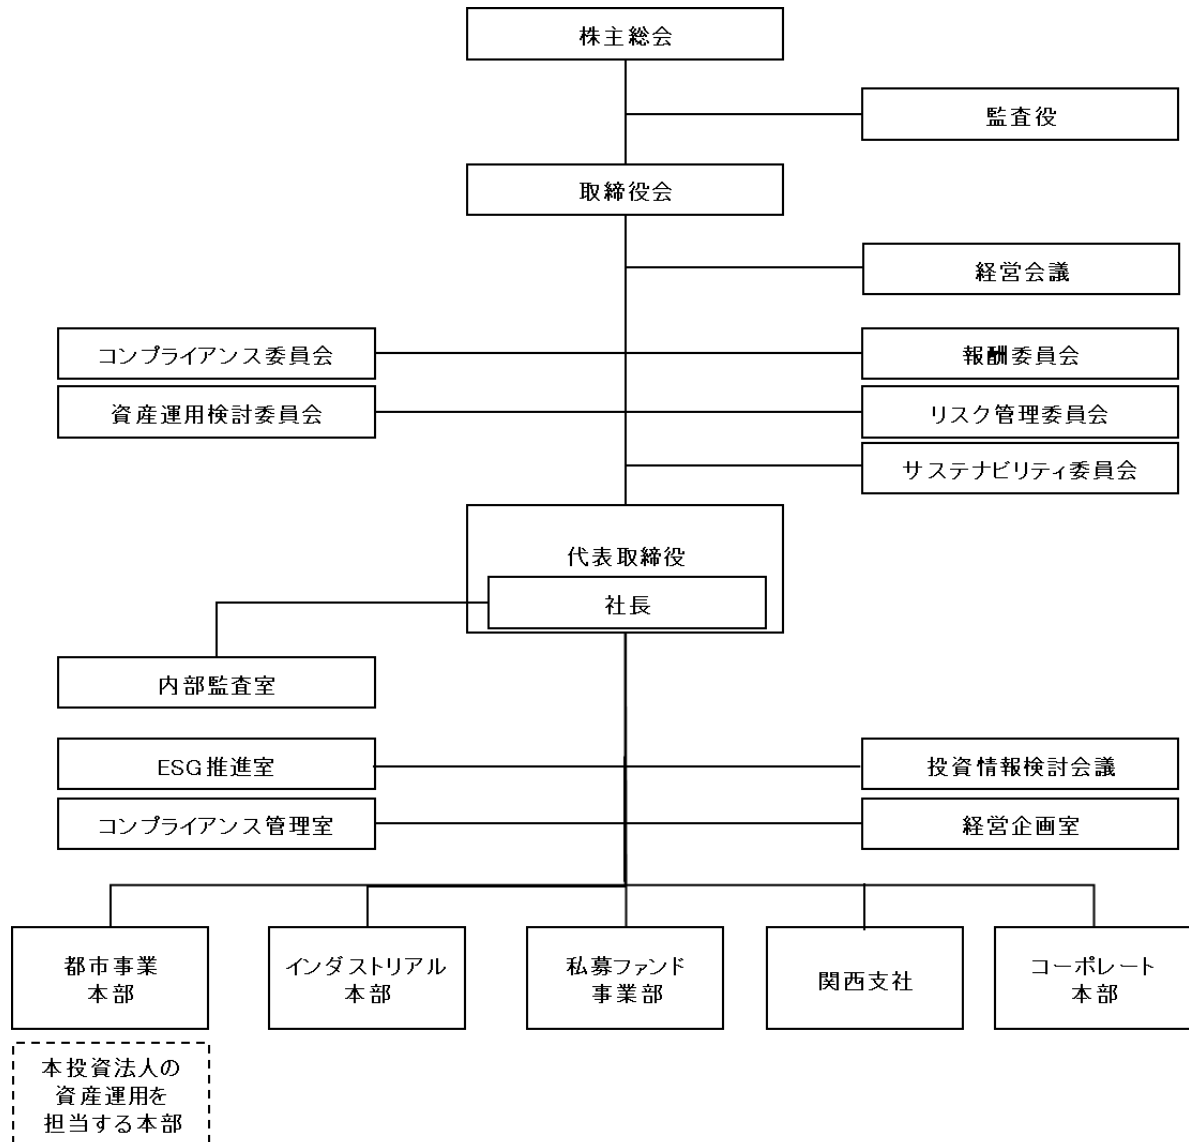 株主総会
監査役
取締役会
経営会議
コンプライアンス委員会
報酬委員会
資産運用検討委員会
リスク管理委員会
サステナビリティ委員会
代表取締役
社長
内部監査室
ESG推進室
投資情報検討会議
コンプライアンス管理室
経営企画室
都市事業
本部
インダストリアル
本部
私募ファンド
事業部
関西支社
コーポレート
本部
本投資法人の
資産運用を
担当する本部